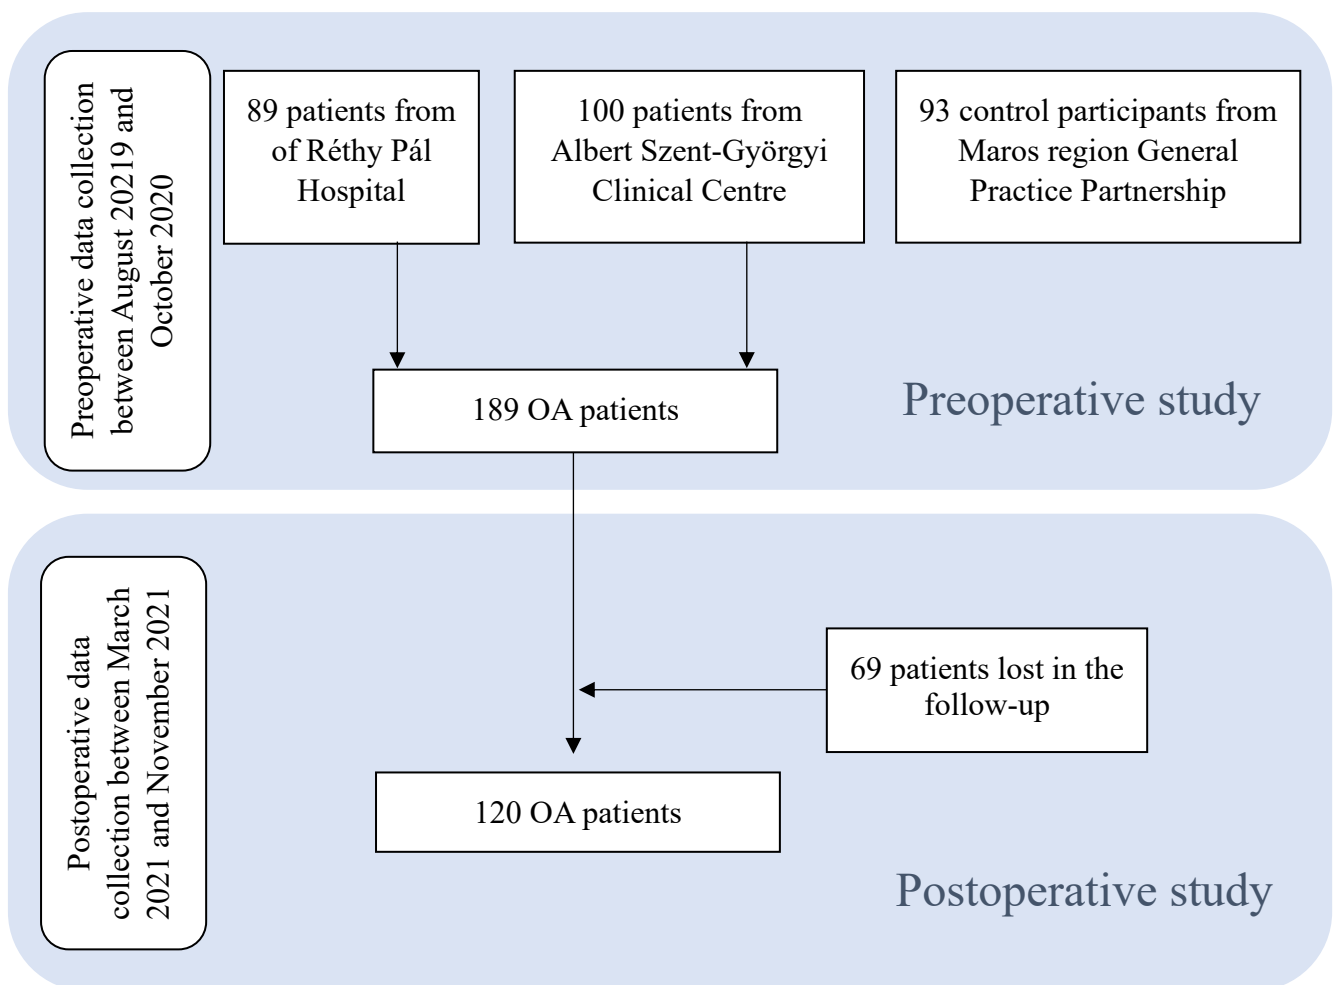 Preoperative data collection
between August 20219 and
October 2020
89 patients from
of Réthy Pál
Hospital
100 patients from
Albert Szent-Györgyi
Clinical Centre
93 control participants from
Maros region General
Practice Partnership
189 OA patients
Preoperative study
Postoperative data
collection between March
2021 and November 2021
69 patients lost in the
follow-up
120 OA patients
Postoperative study